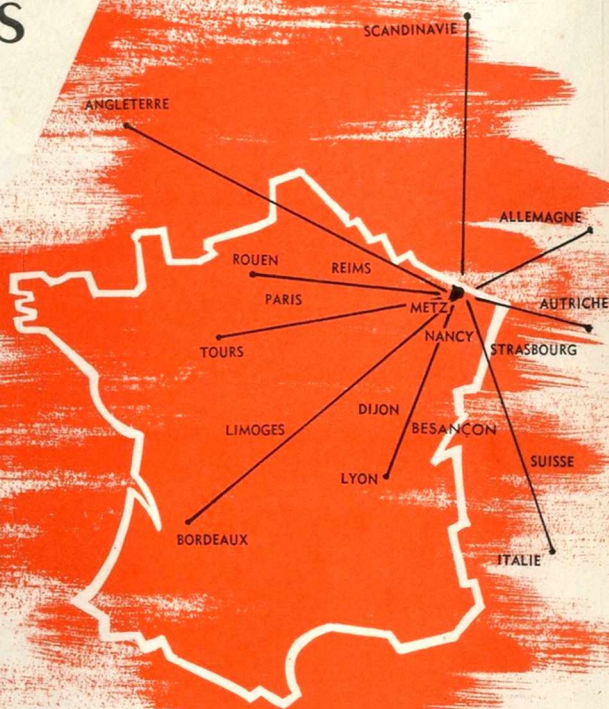 S
SCANDINAVIE
ANGLETERRE
ALLEMAGNE
ROUEN
REIMS
PARIS
METZ
AUTRICHE
NANCY
TOURS
STRASBOURG
DIJON
LIMOGES
BESANÇON
SUISSE
LYON
BORDEAUX
ITALIE